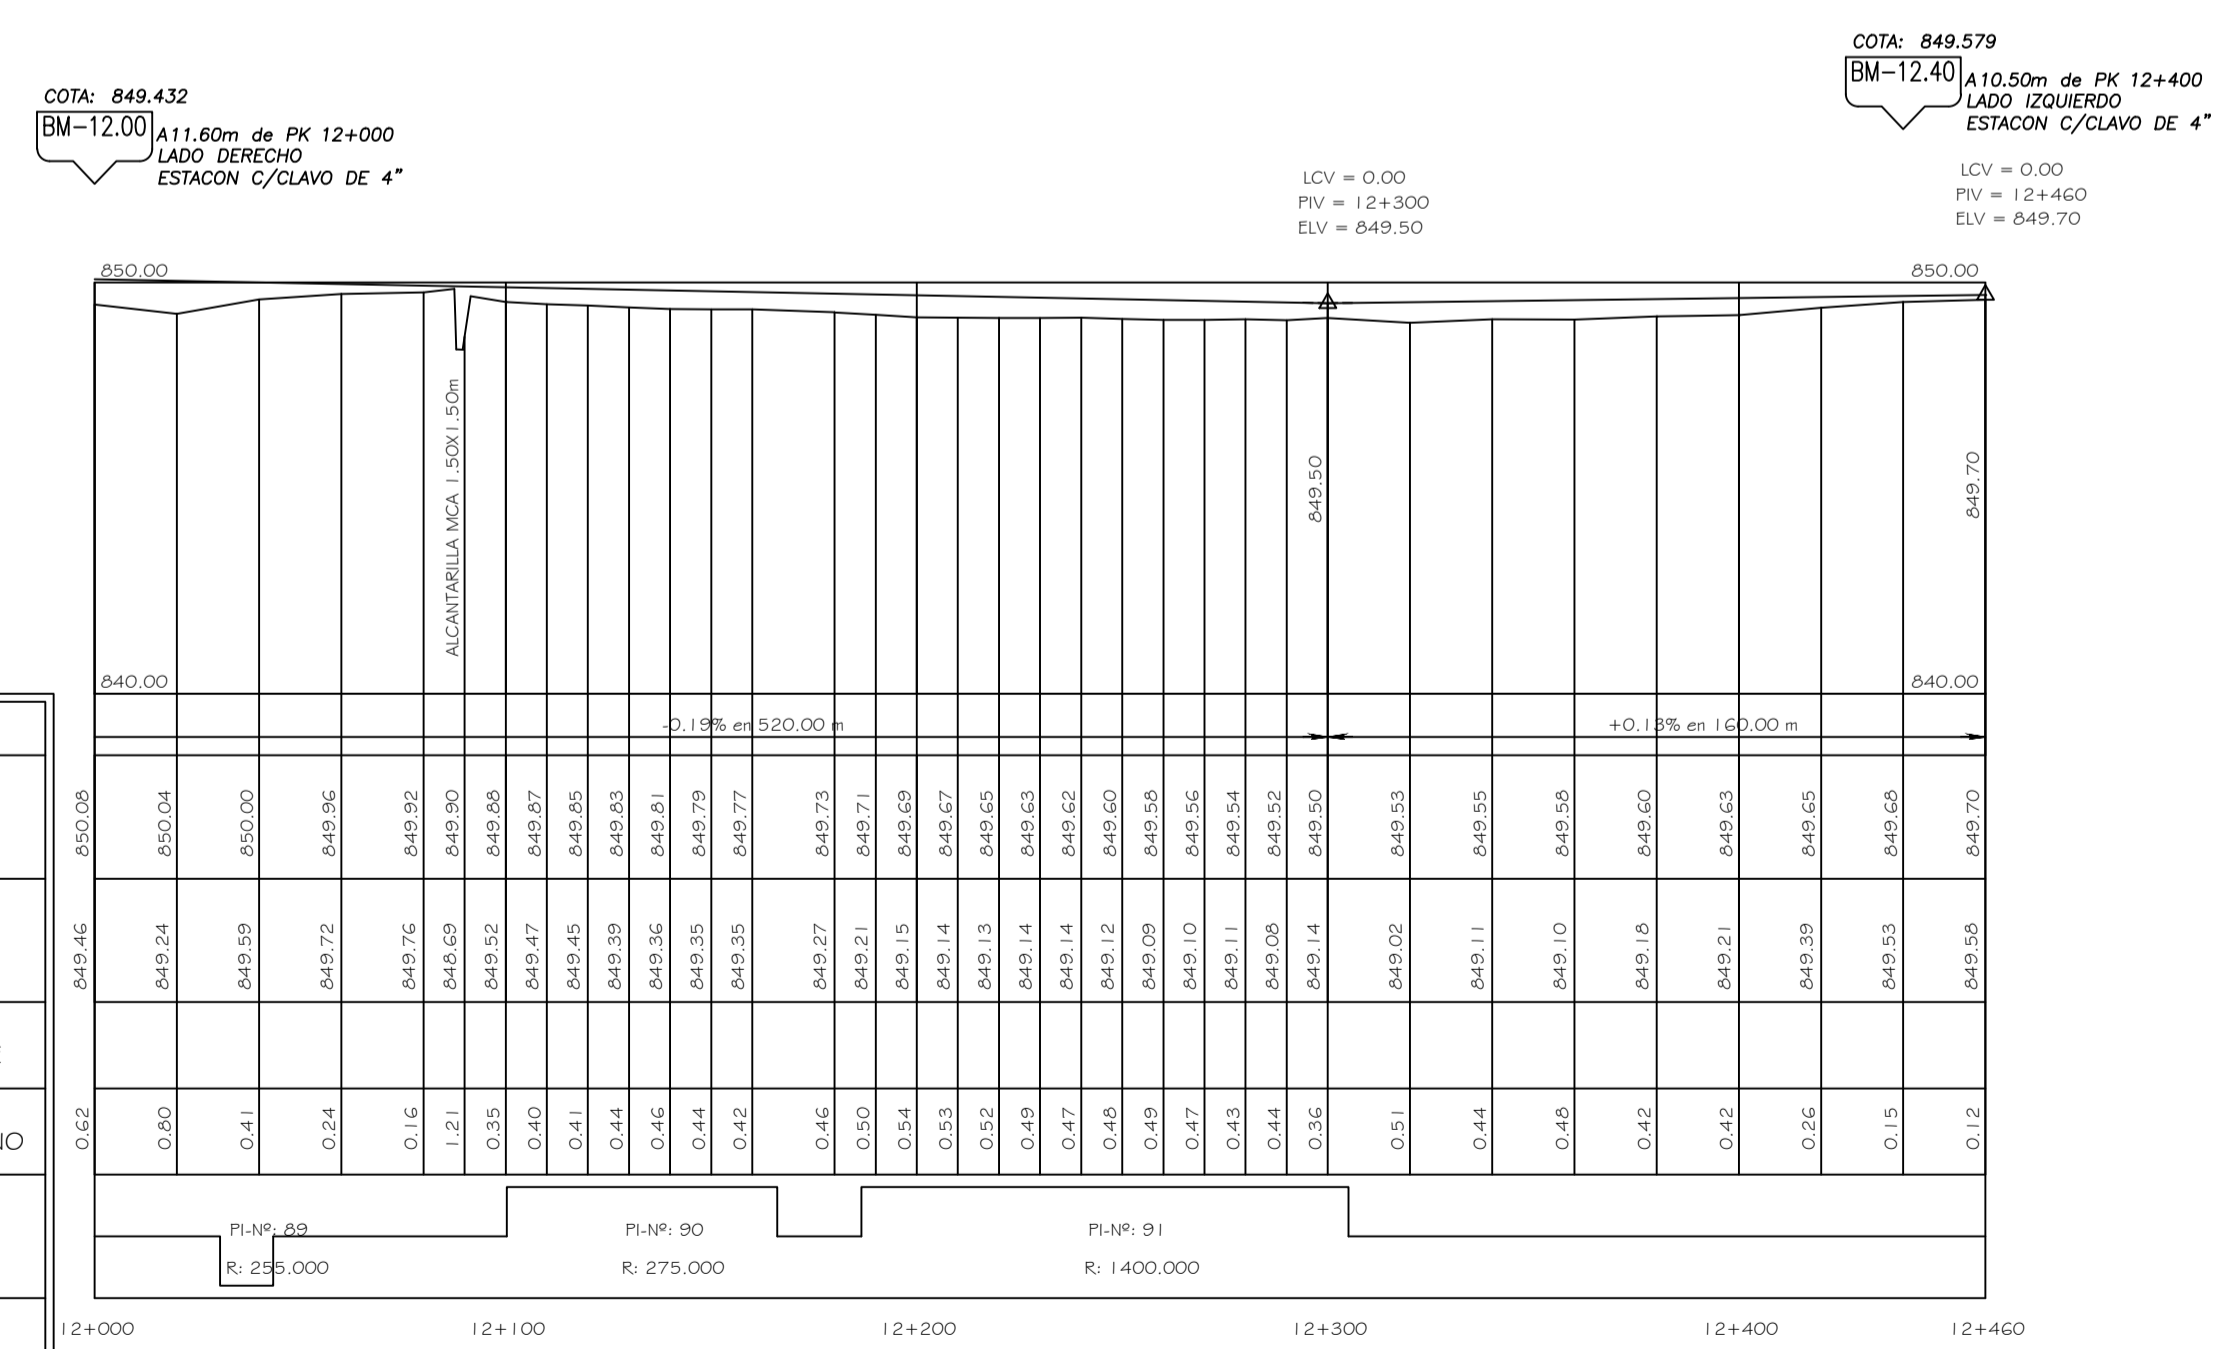 COTA: 849.579
BM-12.40
A10.50m de PK 12+400
LADO IZQUIERDO
ESTACON C/CLAVO DE 4"
COTA: 849.432
BM-12.00
A11.60m de PK 12+000
LADO DERECHO
ESTACON C/CLAVO DE 4"
LCV = 0.00
PIV = 12+300
ELV = 849.50
LCV = 0.00
PIV = 12+460
ELV = 849.70
850.00
850.00
ALCANTARILLA MCA 1.50X1.50m
849.50
849.70
840.00
840.00
-0.19% en 520.00 m
+0.13% en 160.00 m
850.08 850.04 850.00 849.96 849.92 849.90 849.88 849.87 849.85 849.83 849.81 849.79 849.77 849.73 849.71 849.69 849.67 849.65 849.63 849.62 849.60 849.58 849.56 849.54 849.52 849.50 849.53 849.55 849.58 849.60 849.63 849.65 849.68 849.70
849.46 849.24 849.59 849.72 849.76 848.69 849.52 849.47 849.45 849.39 849.36 849.35 849.35 849.27 849.21 849.15 849.14 849.13 849.14 849.14 849.12 849.09 849.10 849.11 849.08 849.14 849.02 849.11 849.10 849.18 849.21 849.39 849.53 849.58
0.62 0.80 0.41 0.24 0.16 1.21 0.35 0.40 0.41 0.44 0.46 0.44 0.42 0.46 0.50 0.54 0.53 0.52 0.49 0.47 0.48 0.49 0.47 0.43 0.44 0.36 0.51 0.44 0.48 0.42 0.42 0.26 0.15 0.12
PI-Nº: 89
R: 255.000
PI-Nº: 90
R: 275.000
PI-Nº: 91
R: 1400.000
12+000 12+100 12+200 12+300 12+400 12+460